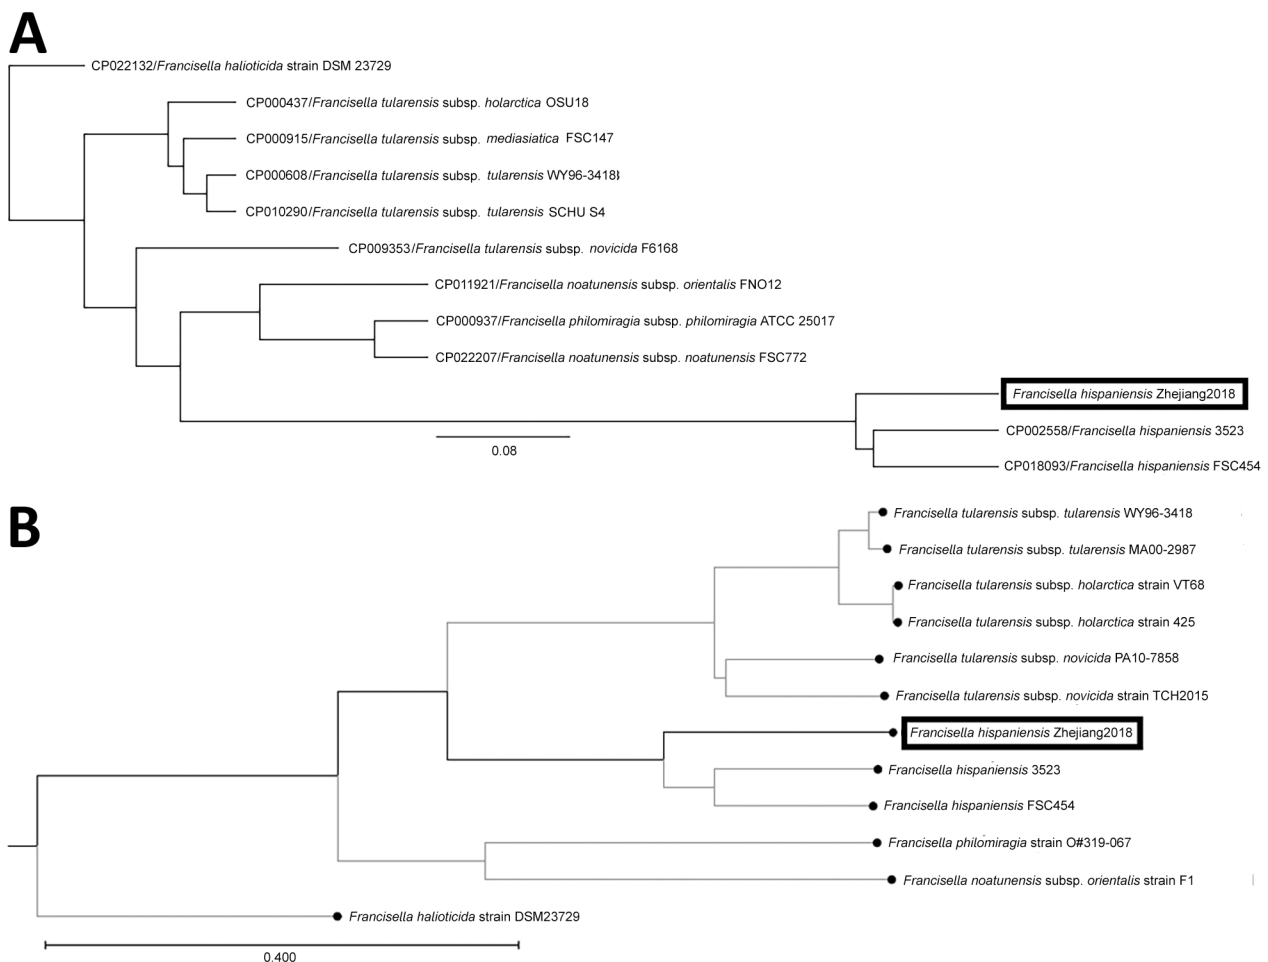 A
CP022132/Francisella halioticida strain DSM 23729
CP000437/Francisella tularensis subsp. holarctica OSU18
CP000915/Francisella tularensis subsp. mediasiatica FSC147
CP000608/Francisella tularensis subsp. tularensis WY96-3418
CP010290/Francisella tularensis subsp. tularensis SCHU S4
CP009353/Francisella tularensis subsp. novicida F6168
CP011921/Francisella noatunensis subsp. orientalis FNO12
CP000937/Francisella philomiragia subsp. philomiragia ATCC 25017
CP022207/Francisella noatunensis subsp. noatunensis FSC772
Francisella hispaniensis Zhejiang2018
CP002558/Francisella hispaniensis 3523
0.08
CP018093/Francisella hispaniensis FSC454
B
Francisella tularensis subsp. tularensis WY96-3418
Francisella tularensis subsp. tularensis MA00-2987
Francisella tularensis subsp. holarctica strain VT68
Francisella tularensis subsp. holarctica strain 425
Francisella tularensis subsp. novicida PA10-7858
Francisella tularensis subsp. novicida strain TCH2015
Francisella hispaniensis Zhejiang2018
Francisella hispaniensis 3523
Francisella hispaniensis FSC454
Francisella philomiragia strain O#319-067
Francisella noatunensis subsp. orientalis strain F1
Francisella halioticida strain DSM23729
0.400